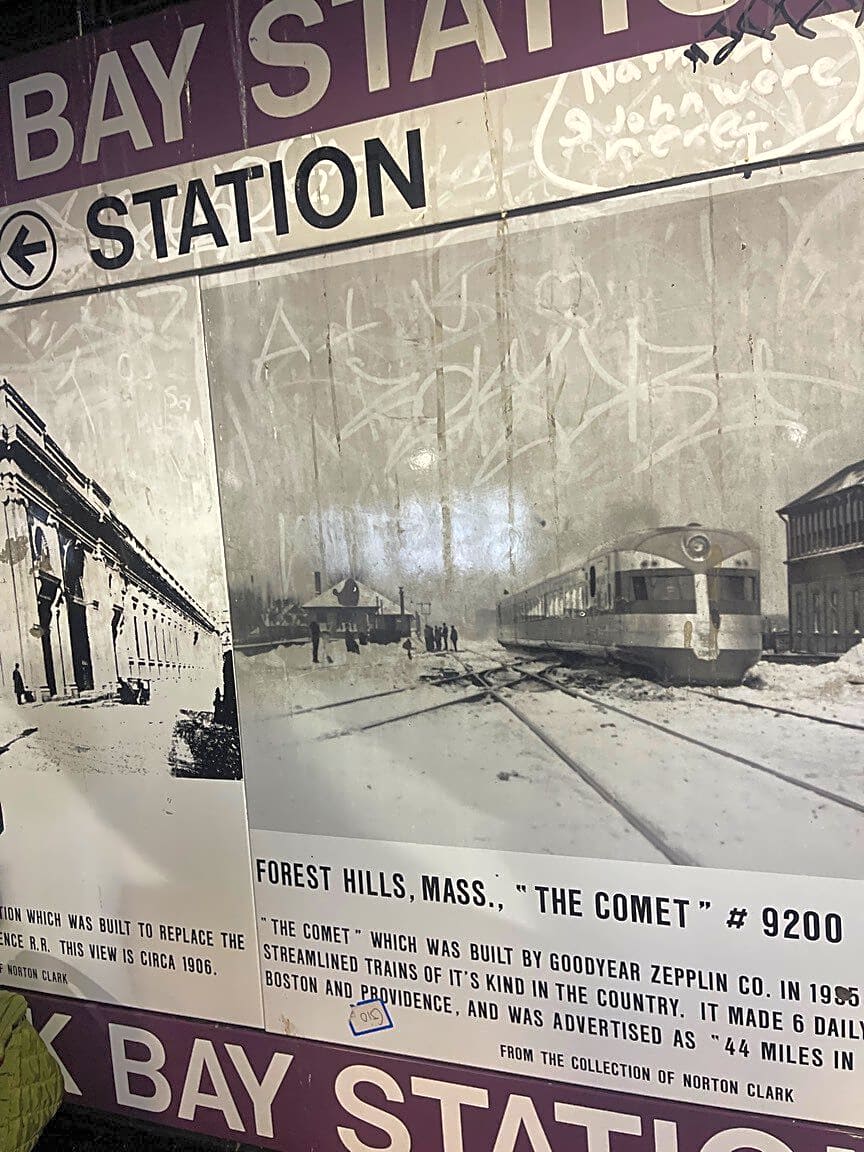 BAY STATIO
Nathan
& John were
here!
STATION
A + U
FOREST HILLS, MASS., " THE COMET " # 9200
" THE COMET " WHICH WAS BUILT BY GOODYEAR ZEPPLIN CO. IN 1935
STREAMLINED TRAINS OF IT'S KIND IN THE COUNTRY. IT MADE 6 DAILY
BOSTON AND PROVIDENCE, AND WAS ADVERTISED AS "44 MILES IN
FROM THE COLLECTION OF NORTON CLARK
TION WHICH WAS BUILT TO REPLACE THE
ENCE R.R. THIS VIEW IS CIRCA 1906.
F NORTON CLARK
K BAY STATIO